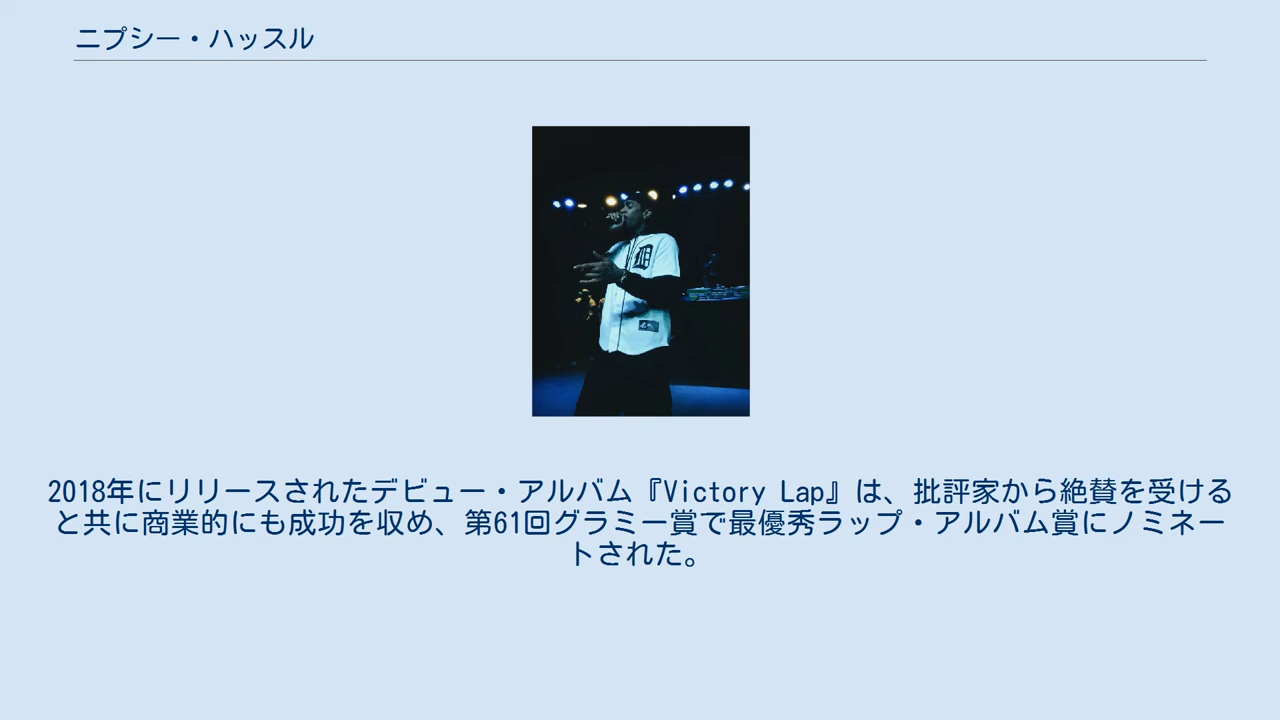 ニプシー・ハッスル
2018年にリリースされたデビュー・アルバム『Victory Lap』は、批評家から絶賛を受ける
と共に商業的にも成功を収め、第61回グラミー賞で最優秀ラップ・アルバム賞にノミネー
トされた。